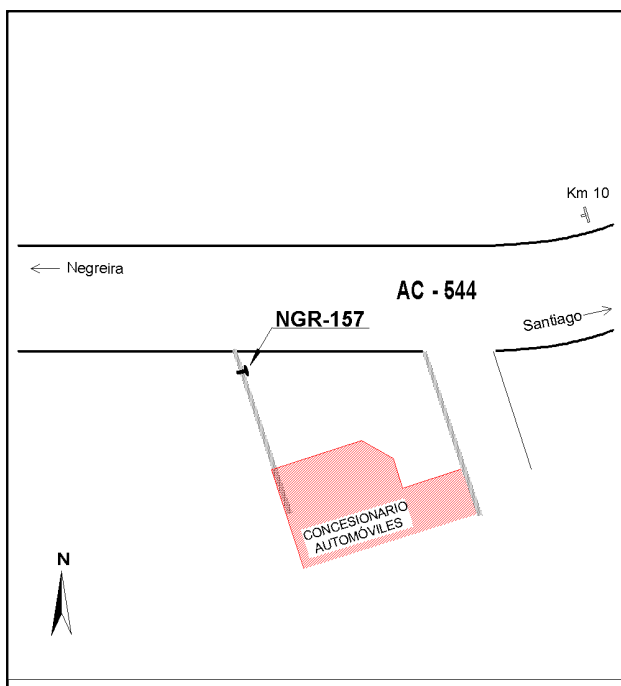 Km 10
Negreira
AC - 544
Santiago
NGR-157
CONCESIONARIO
AUTOMÓVILES
N